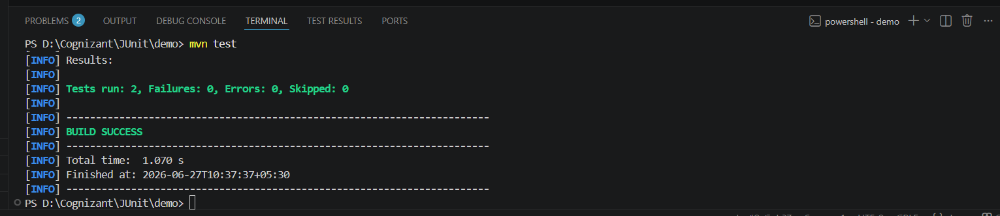 PROBLEMS 2 OUTPUT DEBUG CONSOLE TERMINAL TEST RESULTS PORTS powershell - demo
PS D:\Cognizant\JUnit\demo> mvn test
[INFO] Results:
[INFO]
[INFO] Tests run: 2, Failures: 0, Errors: 0, Skipped: 0
[INFO]
[INFO] ------------------------------------------------------------------------
[INFO] BUILD SUCCESS
[INFO] ------------------------------------------------------------------------
[INFO] Total time:  1.070 s
[INFO] Finished at: 2026-06-27T10:37:37+05:30
[INFO] ------------------------------------------------------------------------
PS D:\Cognizant\JUnit\demo>